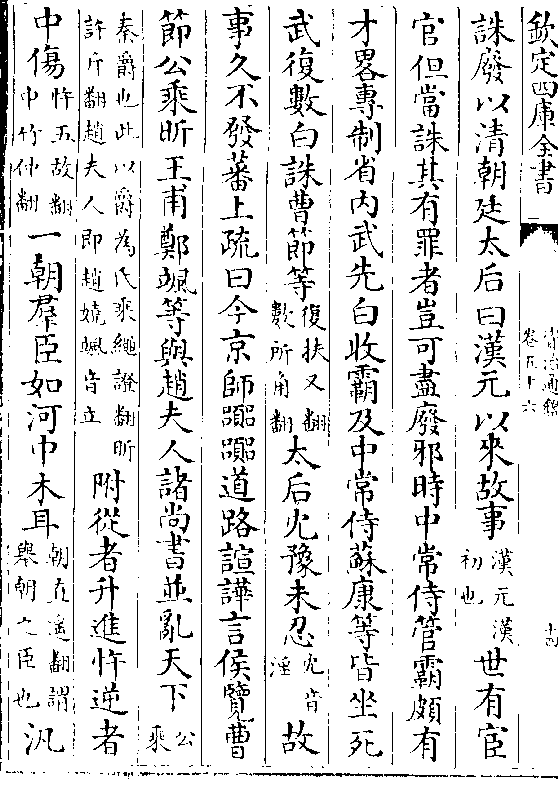 欽定四庫全書
資治通鑑
卷五十六
十四
誅廢以清朝廷太后曰漢元以來故事漢元漢初也世有宦
官但當誅其有罪者豈可盡廢邪時中常侍管霸頗有
才畧專制省内武先白收霸及中常侍蘇康等皆坐死
武復數白誅曹節等復扶又翻數所角翻太后冘豫未忍冘音淫故
事久不發蕃上疏曰今京師嚻嚻道路諠譁言侯覽曹
節公乘昕王甫鄭颯等與趙夫人諸尚書並亂天下公乘
秦爵也此以爵為氏乘繩證翻昕許斤翻趙夫人即趙嬈颯音立附從者升進忤逆者
中傷忤五故翻中竹仲翻一朝羣臣如河中木耳朝直遥翻謂舉朝之臣也汎